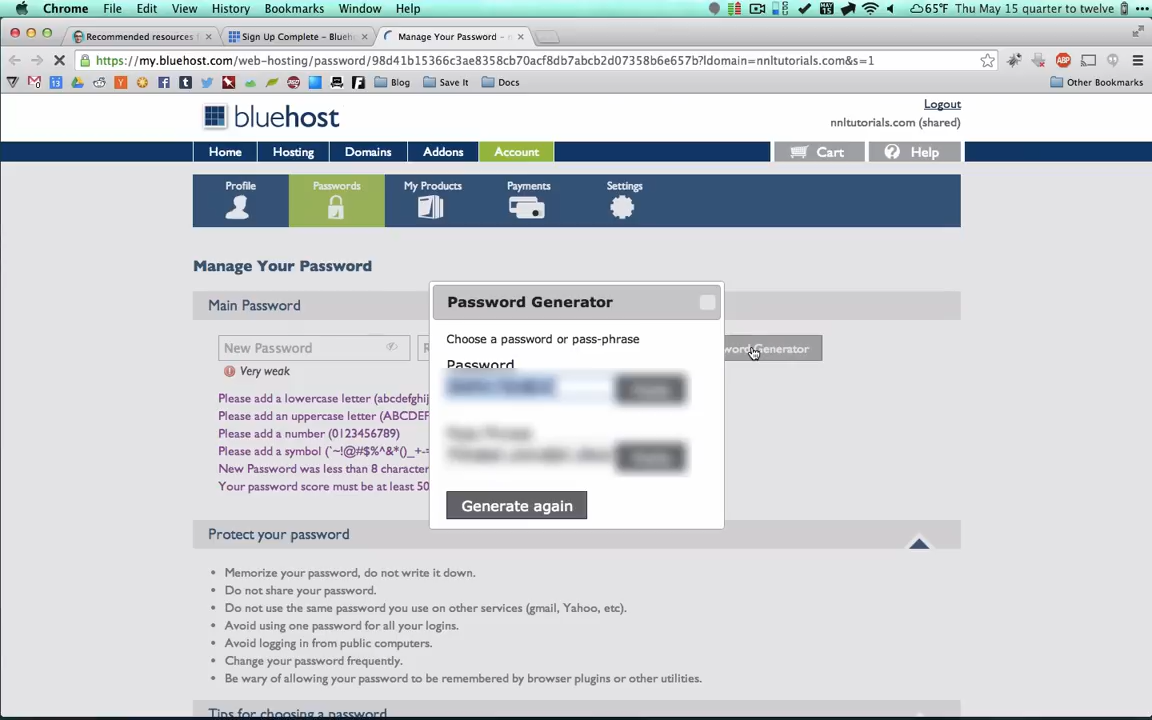 Chrome File Edit View History Bookmarks Window Help
65°F Thu May 15 quarter to twelve
Recommended resources
Sign Up Complete – Blueho
Manage Your Password –
https://my.bluehost.com/web-hosting/password/98d41b15366c3ae8358cb70acf8db7abcb2d07358b6e657b?ldomain=nnltutorials.com&s=1
Blog Save It Docs Other Bookmarks
bluehost
Logout
nnltutorials.com (shared)
Home Hosting Domains Addons Account Cart Help
Profile Passwords My Products Payments Settings
Manage Your Password
Main Password
New Password
Very weak
Please add a lowercase letter (abcdefghij
Please add an uppercase letter (ABCDEF
Please add a number (0123456789)
Please add a symbol (`~!@#$%^&*()_+-=
New Password was less than 8 character
Your password score must be at least 50
word Generator
Password Generator
Choose a password or pass-phrase
Password
Generate again
Protect your password
• Memorize your password, do not write it down.
• Do not share your password.
• Do not use the same password you use on other services (gmail, Yahoo, etc).
• Avoid using one password for all your logins.
• Avoid logging in from public computers.
• Change your password frequently.
• Be wary of allowing your password to be remembered by browser plugins or other utilities.
Tips for choosing a password